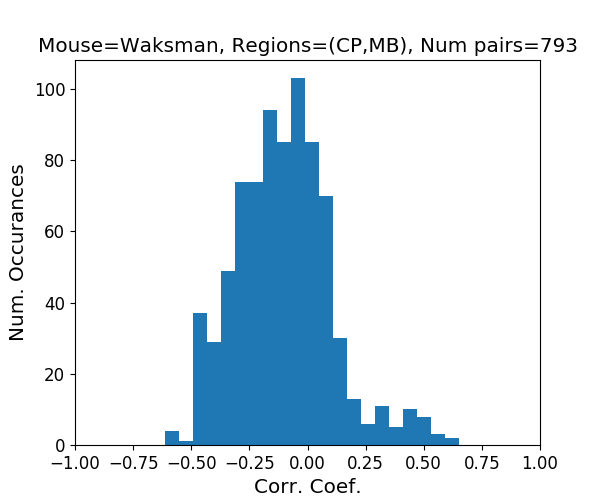 Mouse=Waksman, Regions=(CP,MB), Num pairs=793
100
80
60
40
20
0
Num. Occurances
−1.00 −0.75 −0.50 −0.25 0.00 0.25 0.50 0.75 1.00
Corr. Coef.